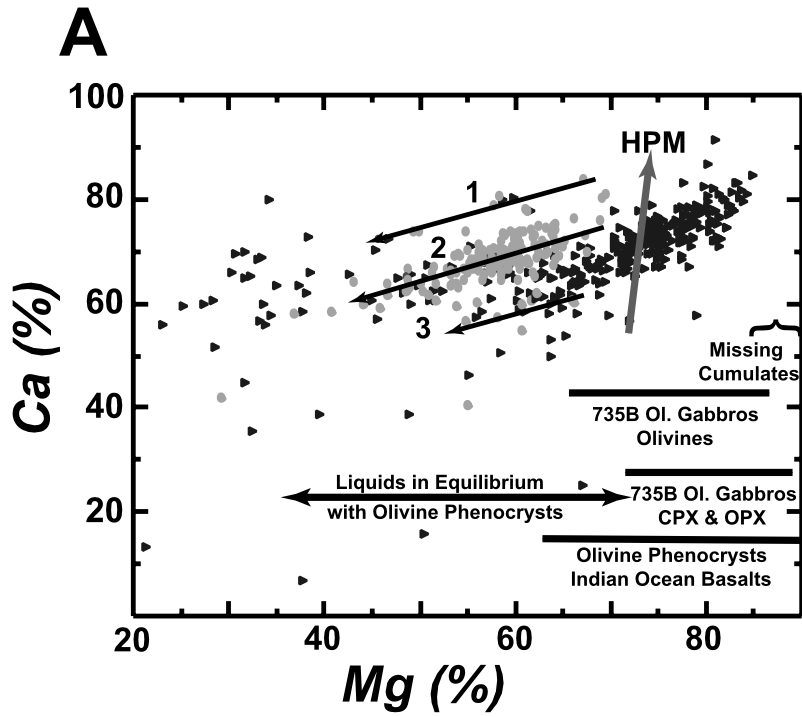 A
100
80
60
40
20
Ca (%)
HPM
1
2
3
Missing
Cumulates
735B Ol. Gabbros
Olivines
Liquids in Equilibrium
with Olivine Phenocrysts
735B Ol. Gabbros
CPX & OPX
Olivine Phenocrysts
Indian Ocean Basalts
20
40
60
80
Mg (%)